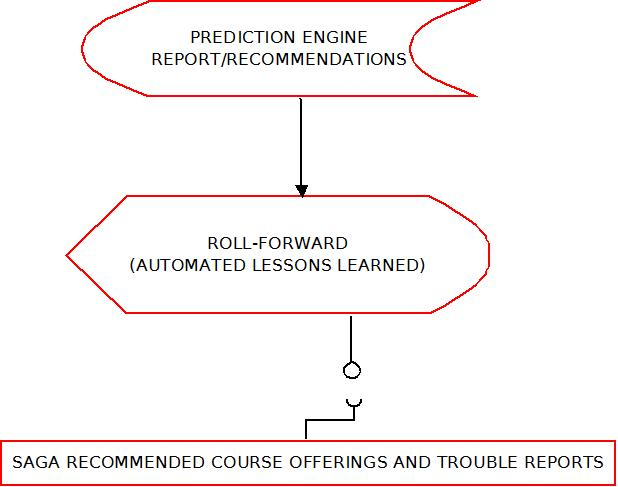 PREDICTION ENGINE
REPORT/RECOMMENDATIONS
ROLL-FORWARD
(AUTOMATED LESSONS LEARNED)
SAGA RECOMMENDED COURSE OFFERINGS AND TROUBLE REPORTS